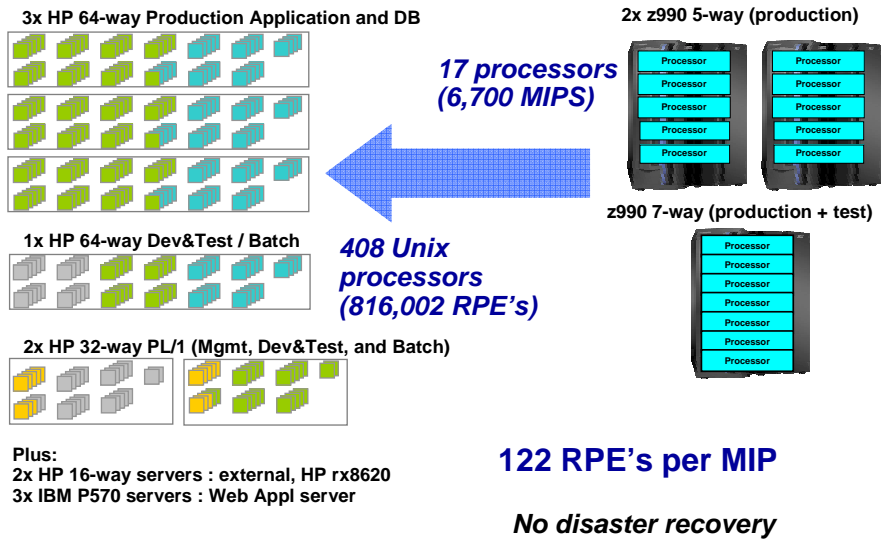 3x HP 64-way Production Application and DB
2x z990 5-way (production)
17 processors
(6,700 MIPS)
Processor
Processor
Processor
Processor
Processor
Processor
Processor
Processor
Processor
Processor
z990 7-way (production + test)
Processor
Processor
Processor
Processor
Processor
Processor
Processor
1x HP 64-way Dev&Test / Batch
408 Unix
processors
(816,002 RPE's)
2x HP 32-way PL/1 (Mgmt, Dev&Test, and Batch)
Plus:
2x HP 16-way servers : external, HP rx8620
3x IBM P570 servers : Web Appl server
122 RPE's per MIP
No disaster recovery